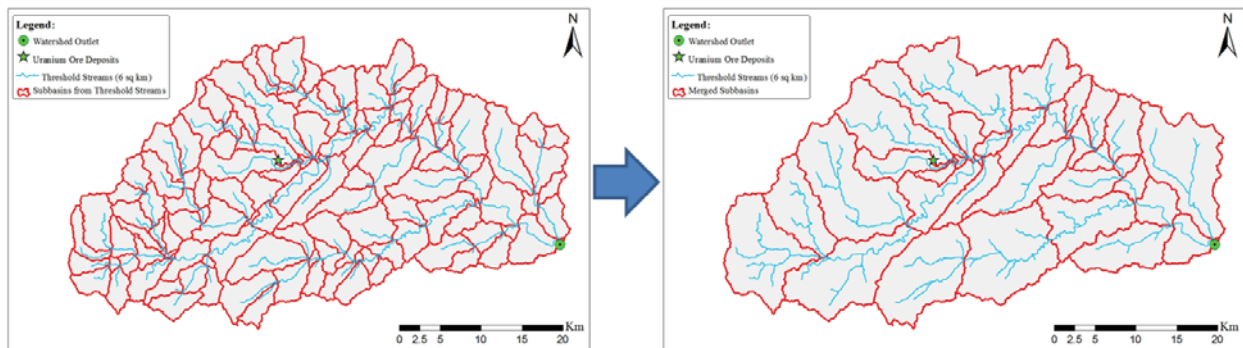 Legend:
Watershed Outlet
Uranium Ore Deposits
Threshold Streams (6 sq km)
Subbasins from Threshold Streams
N
0 2.5 5 10 15 20 Km
Legend:
Watershed Outlet
Uranium Ore Deposits
Threshold Streams (6 sq km)
Merged Subbasins
N
0 2.5 5 10 15 20 Km